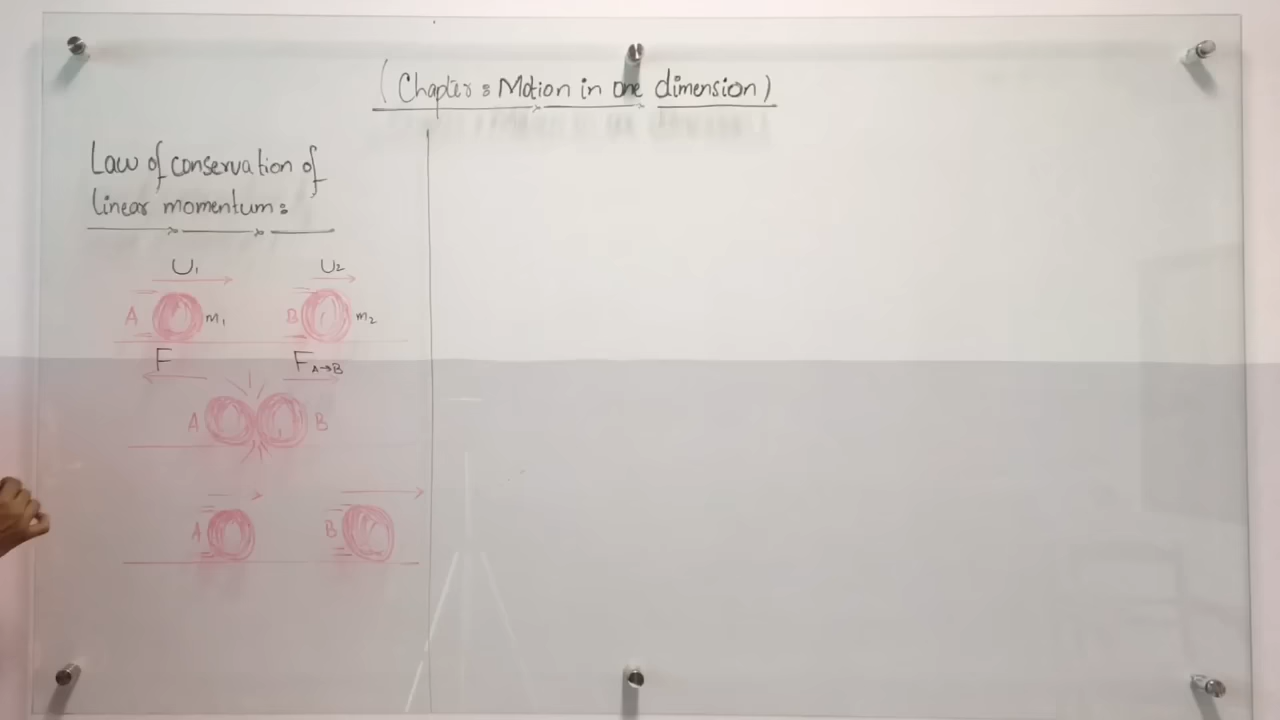 (Chapter: Motion in one dimension)
Law of conservation of
linear momentum:
U₁ U₂
A m₁ B m₂
F F A→B
A B
A B